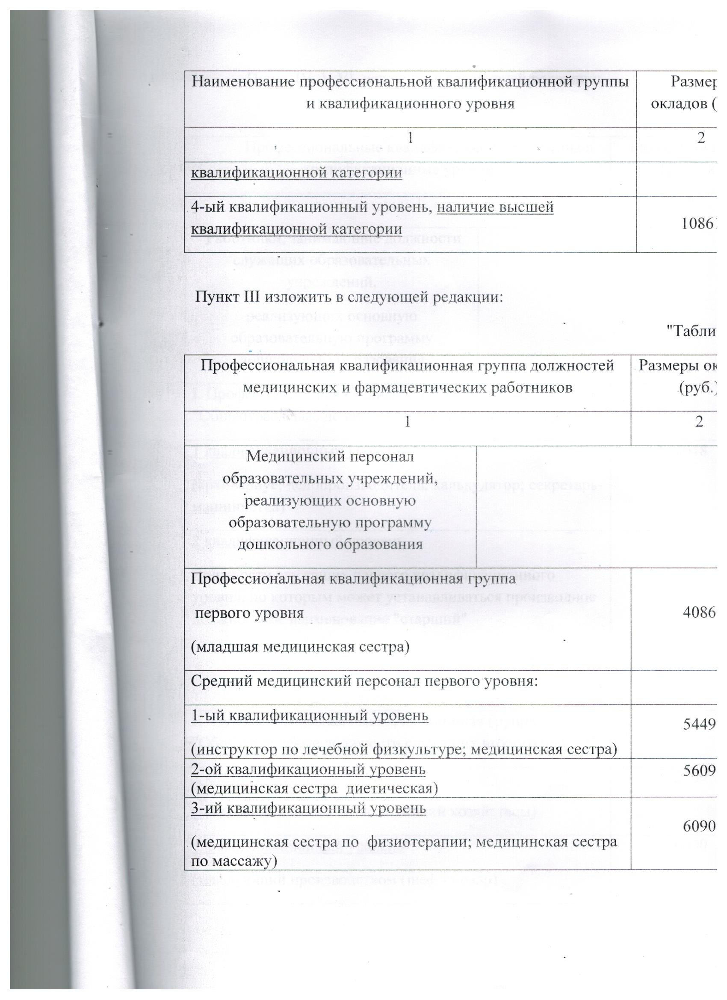 Наименование профессиональной квалификационной группы
и квалификационного уровня
Размер
окладов (
1
2
квалификационной категории
4-ый квалификационный уровень, наличие высшей
квалификационной категории
1086
Пункт III изложить в следующей редакции:
"Табли
Профессиональная квалификационная группа должностей
медицинских и фармацевтических работников
Размеры ок
(руб.)
1
2
Медицинский персонал
образовательных учреждений,
реализующих основную
образовательную программу
дошкольного образования
Профессиональная квалификационная группа
первого уровня
4086
(младшая медицинская сестра)
Средний медицинский персонал первого уровня:
1-ый квалификационный уровень
5449
(инструктор по лечебной физкультуре; медицинская сестра)
2-ой квалификационный уровень
5609
(медицинская сестра диетическая)
3-ий квалификационный уровень
6090
(медицинская сестра по физиотерапии; медицинская сестра
по массажу)